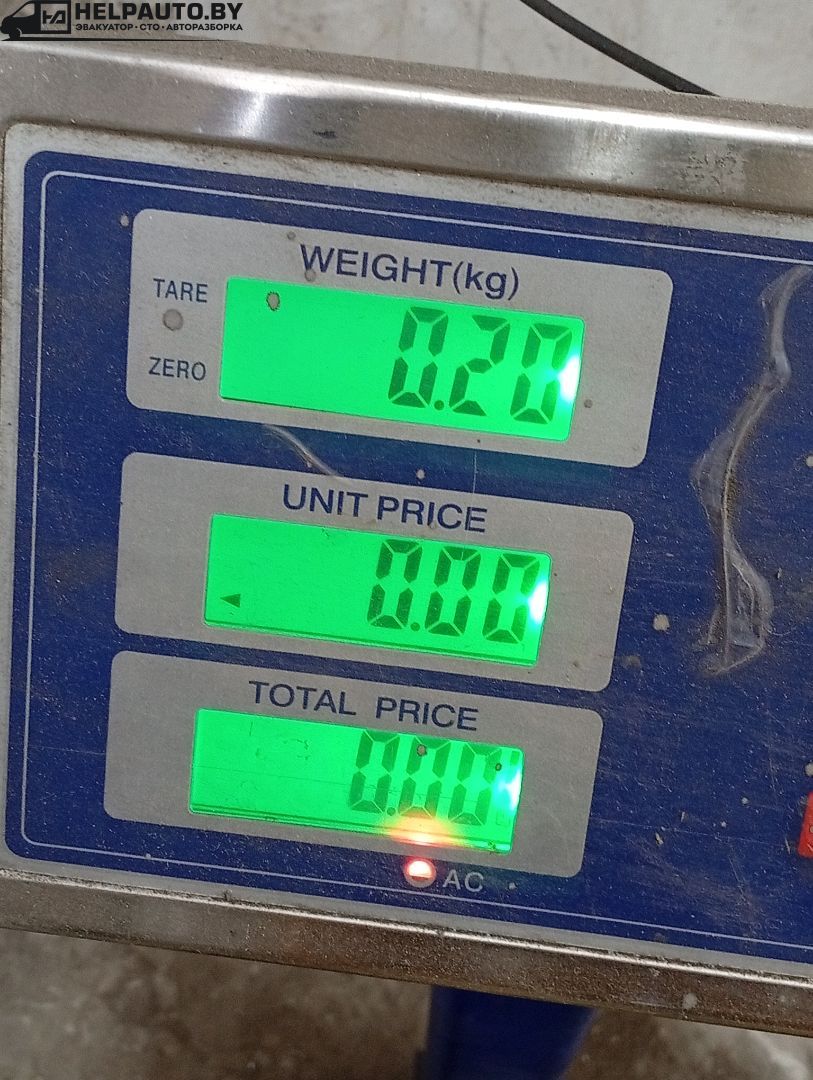 HELPAUTO.BY
ЭВАКУАТОР · СТО · АВТОРАЗБОРКА
WEIGHT(kg)
TARE
0.20
ZERO
UNIT PRICE
0.00
TOTAL PRICE
0.00
AC